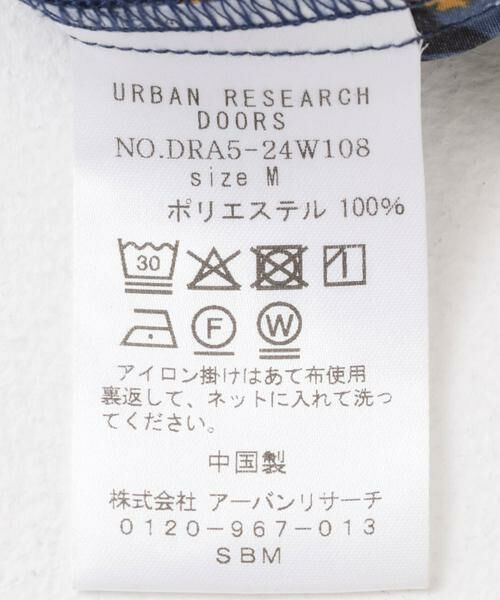 URBAN RESEARCH
DOORS
NO.DRA5-24W108
size M
ポリエステル 100%
30
F W
アイロン掛けはあて布使用
裏返して、ネットに入れて洗っ
てください。
中国製
株式会社 アーバンリサーチ
0120-967-013
SBM